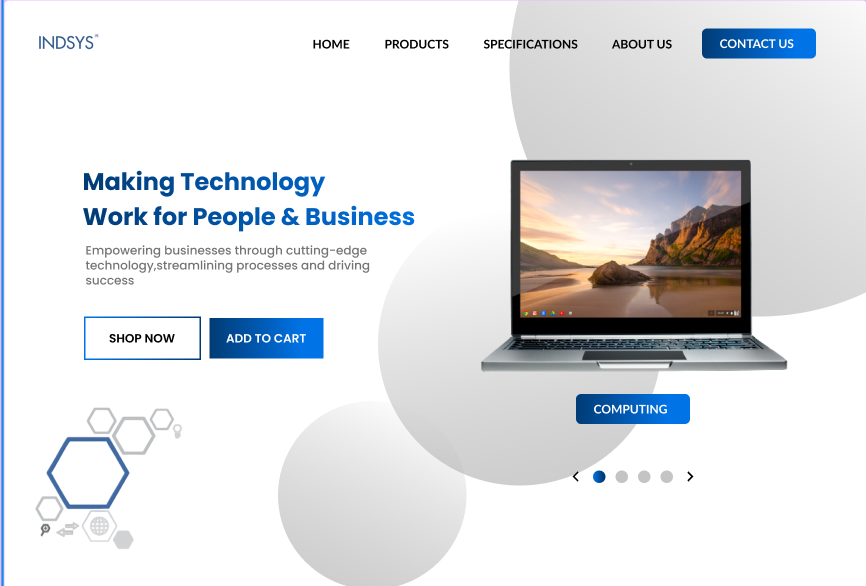 INDSYS
HOME PRODUCTS SPECIFICATIONS ABOUT US CONTACT US
Making Technology
Work for People & Business
Empowering businesses through cutting-edge
technology,streamlining processes and driving
success
SHOP NOW ADD TO CART
COMPUTING